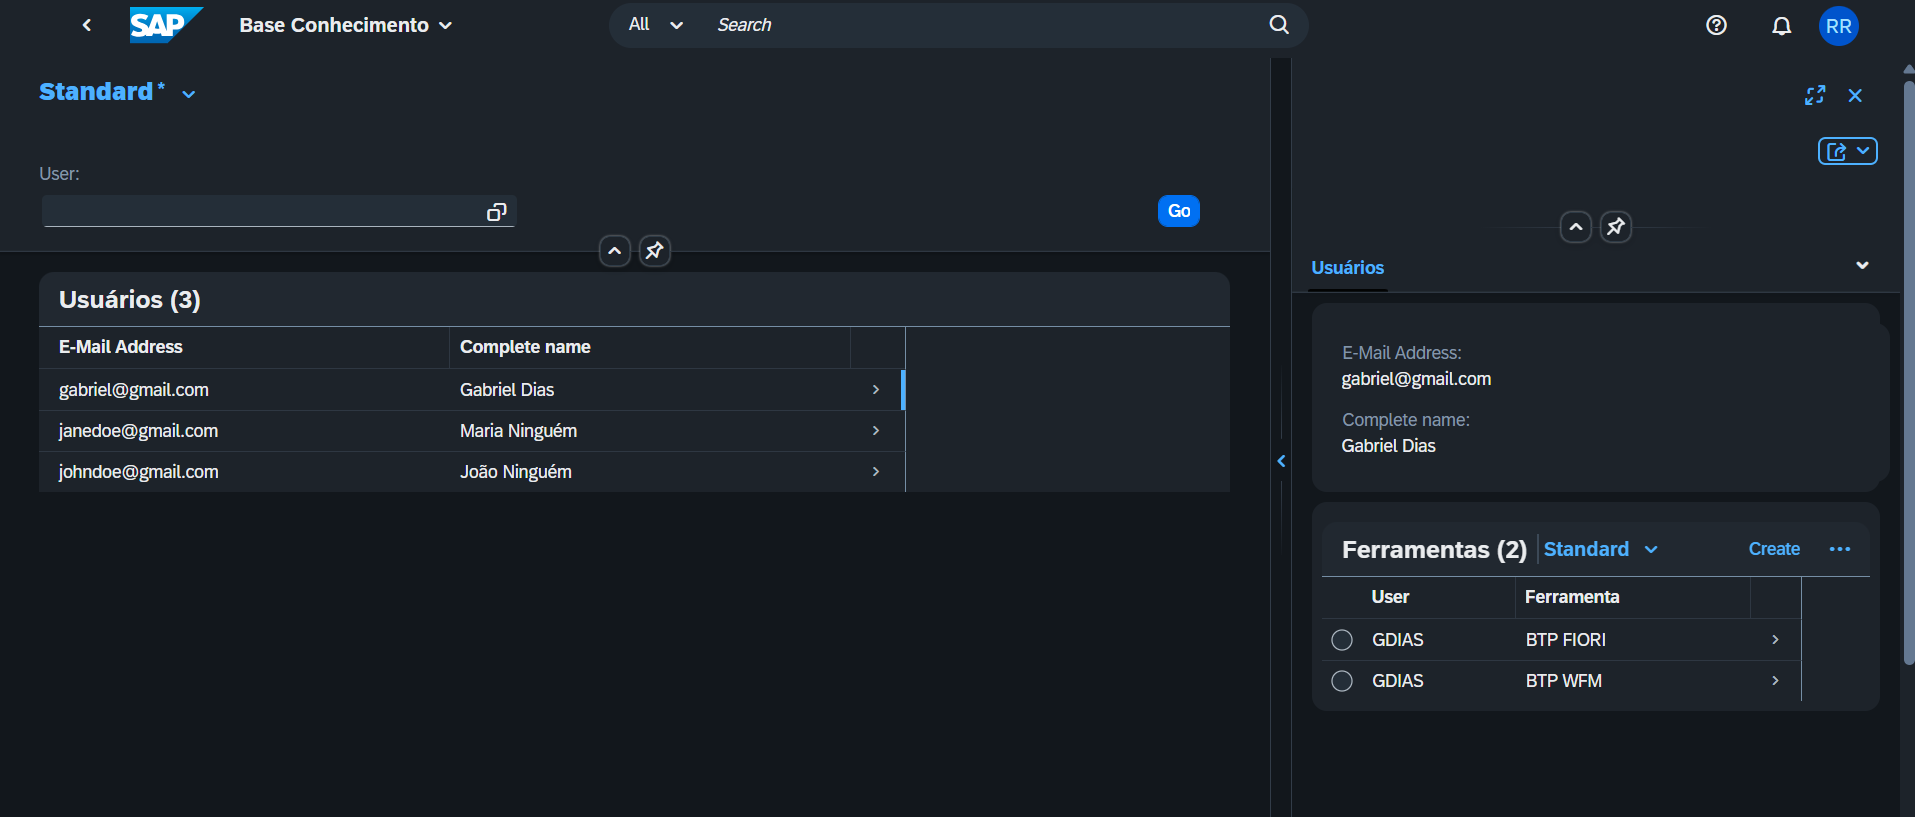 SAP Base Conhecimento All Search RR
Standard *
User:
Go
Usuários (3)
E-Mail Address Complete name
gabriel@gmail.com Gabriel Dias
janedoe@gmail.com Maria Ninguém
johndoe@gmail.com João Ninguém
Usuários
E-Mail Address:
gabriel@gmail.com
Complete name:
Gabriel Dias
Ferramentas (2) Standard Create
User Ferramenta
GDIAS BTP FIORI
GDIAS BTP WFM